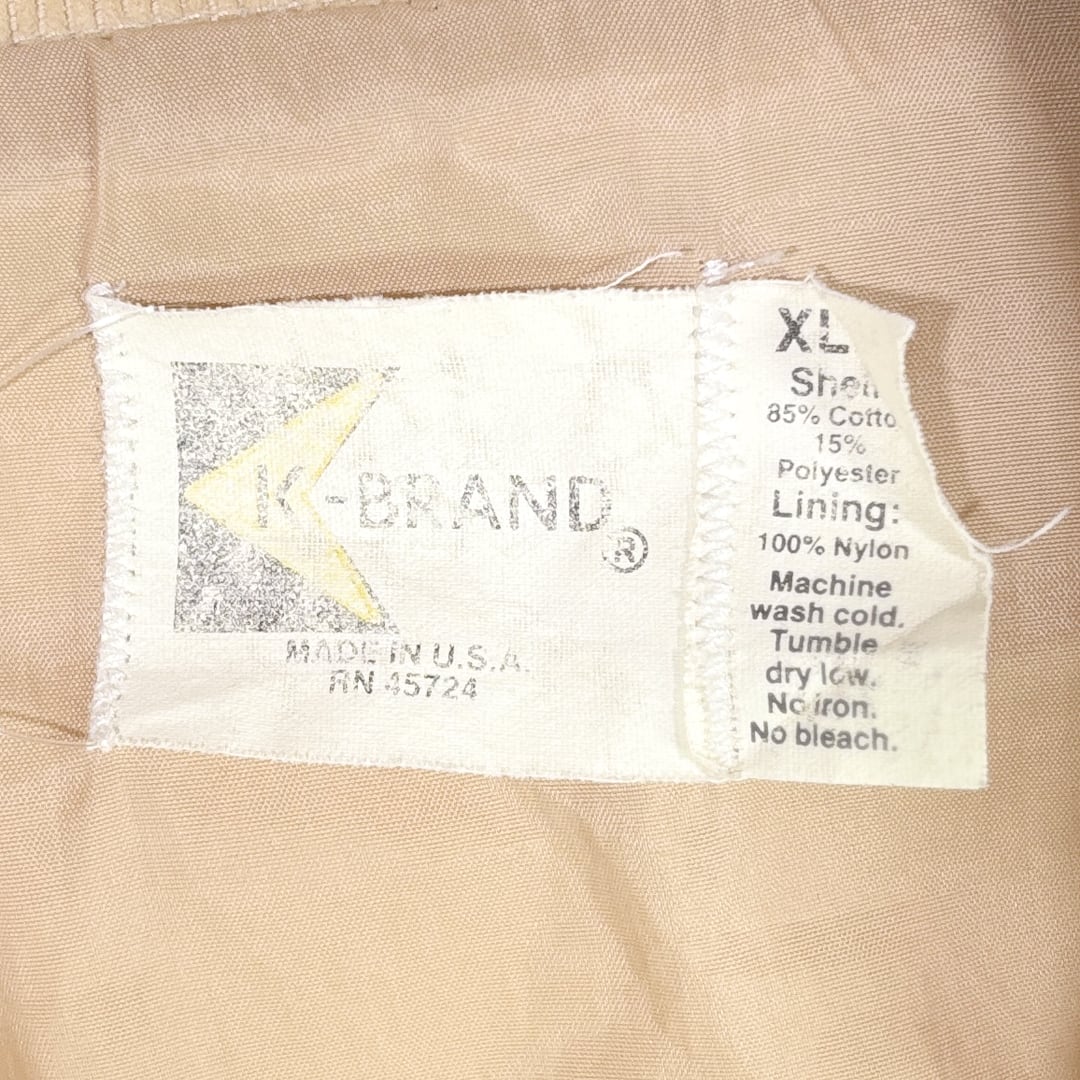 K-BRAND®
MADE IN U.S.A.
RN 45724
XL
Shell
85% Cotto
15%
Polyester
Lining:
100% Nylon
Machine
wash cold.
Tumble
dry low.
No iron.
No bleach.